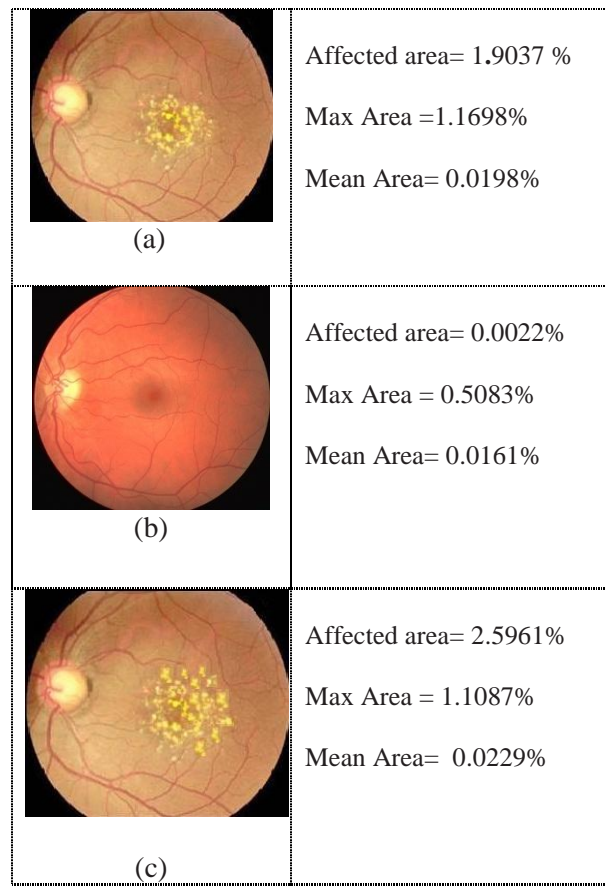 Affected area= 1.9037 %
Max Area =1.1698%
Mean Area= 0.0198%
(a)
Affected area= 0.0022%
Max Area = 0.5083%
Mean Area= 0.0161%
(b)
Affected area= 2.5961%
Max Area = 1.1087%
Mean Area=  0.0229%
(c)